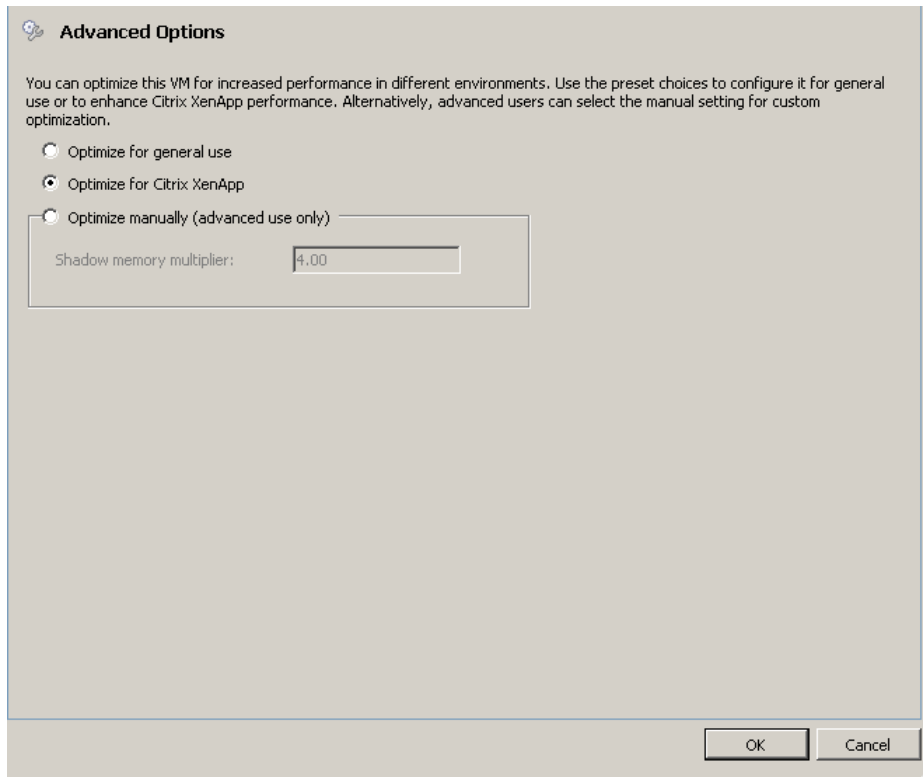 Advanced Options
You can optimize this VM for increased performance in different environments. Use the preset choices to configure it for general
use or to enhance Citrix XenApp performance. Alternatively, advanced users can select the manual setting for custom
optimization.
Optimize for general use
Optimize for Citrix XenApp
Optimize manually (advanced use only)
Shadow memory multiplier: 4.00
OK Cancel